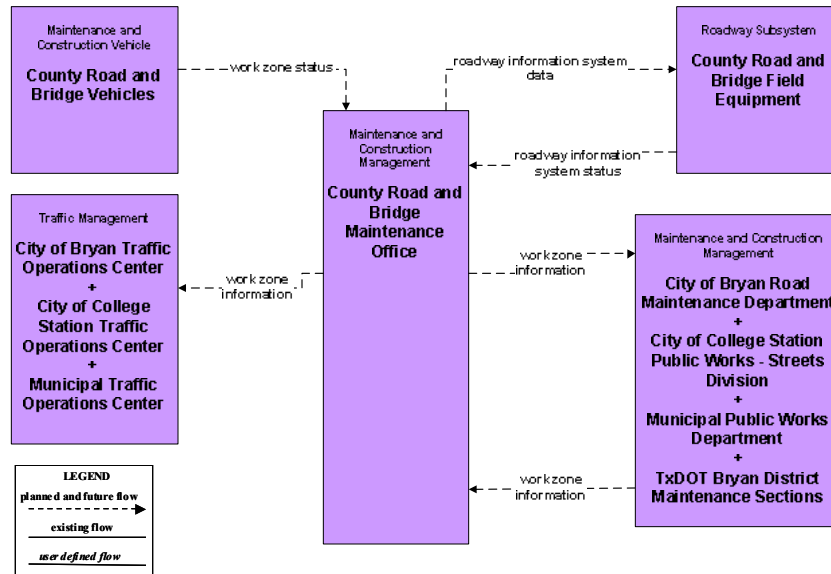 Maintenance and
Construction Vehicle
County Road and
Bridge Vehicles
work zone status
roadway information system
data
Roadway Subsystem
County Road and
Bridge Field
Equipment
Maintenance and
Construction
Management
County Road and
Bridge
Maintenance
Office
roadway information
system status
Traffic Management
City of Bryan Traffic
Operations Center
+
City of College
Station Traffic
Operations Center
+
Municipal Traffic
Operations Center
work zone
information
work zone
information
Maintenance and Construction
Management
City of Bryan Road
Maintenance Department
+
City of College Station
Public Works - Streets
Division
+
Municipal Public Works
Department
+
TxDOT Bryan District
Maintenance Sections
work zone
information
LEGEND
planned and future flow
existing flow
user defined flow